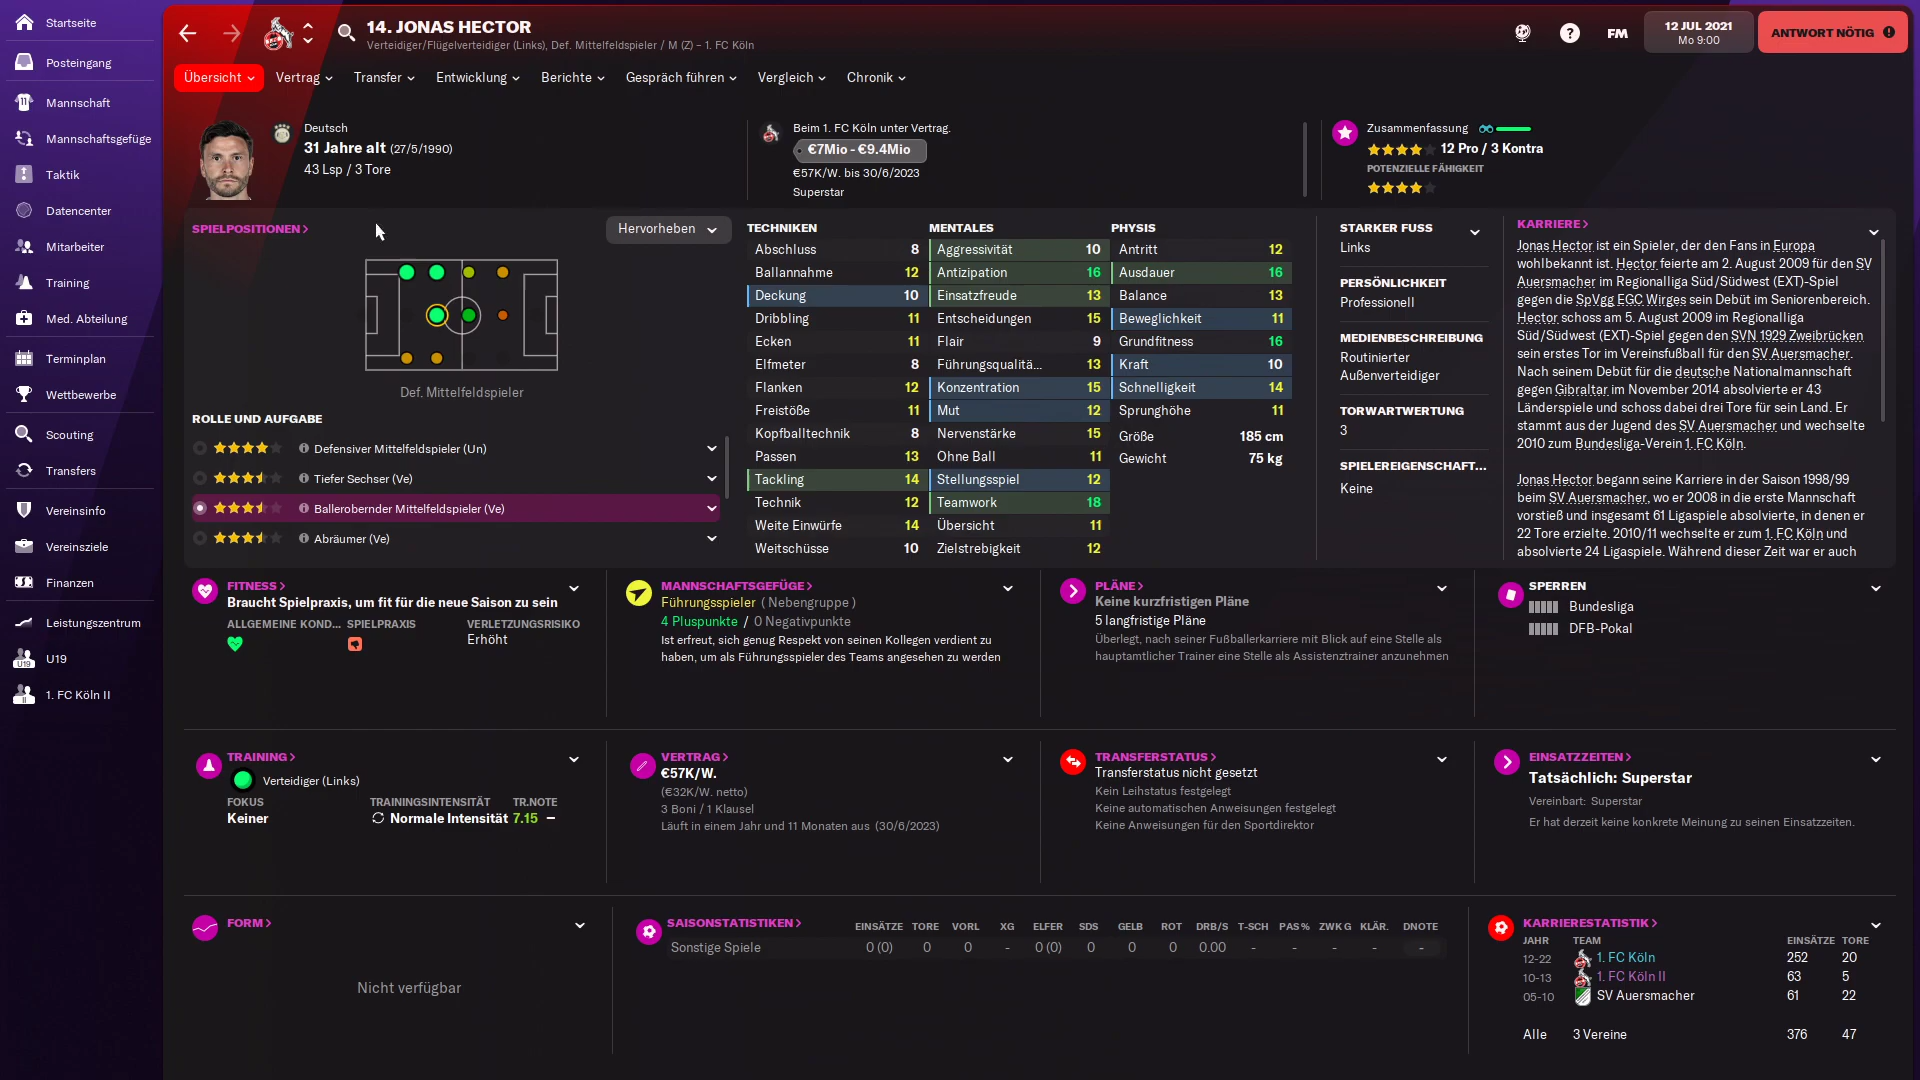 Startseite
Posteingang
Mannschaft
Mannschaftsgefüge
Taktik
Datencenter
Mitarbeiter
Training
Med. Abteilung
Terminplan
Wettbewerbe
Scouting
Transfers
Vereinsinfo
Vereinsziele
Finanzen
Leistungszentrum
U19
1. FC Köln II
14. JONAS HECTOR
Verteidiger/Flügelverteidiger (Links), Def. Mittelfeldspieler / M (Z) – 1. FC Köln
FM
12 JUL 2021
Mo 9:00
ANTWORT NÖTIG
Übersicht
Vertrag
Transfer
Entwicklung
Berichte
Gespräch führen
Vergleich
Chronik
Deutsch
31 Jahre alt (27/5/1990)
43 Lsp / 3 Tore
Beim 1. FC Köln unter Vertrag.
€7Mio - €9.4Mio
€57K/W. bis 30/6/2023
Superstar
Zusammenfassung
12 Pro / 3 Kontra
POTENZIELLE FÄHIGKEIT
SPIELPOSITIONEN
Hervorheben
Def. Mittelfeldspieler
ROLLE UND AUFGABE
Defensiver Mittelfeldspieler (Un)
Tiefer Sechser (Ve)
Ballerobernder Mittelfeldspieler (Ve)
Abräumer (Ve)
TECHNIKEN
Abschluss 8
Ballannahme 12
Deckung 10
Dribbling 11
Ecken 11
Elfmeter 8
Flanken 12
Freistöße 11
Kopfballtechnik 8
Passen 13
Tackling 14
Technik 12
Weite Einwürfe 14
Weitschüsse 10
MENTALES
Aggressivität 10
Antizipation 16
Einsatzfreude 13
Entscheidungen 15
Flair 9
Führungsqualitä... 13
Konzentration 15
Mut 12
Nervenstärke 15
Ohne Ball 11
Stellungsspiel 12
Teamwork 18
Übersicht 11
Zielstrebigkeit 12
PHYSIS
Antritt 12
Ausdauer 16
Balance 13
Beweglichkeit 11
Grundfitness 16
Kraft 10
Schnelligkeit 14
Sprunghöhe 11
Größe 185 cm
Gewicht 75 kg
STARKER FUSS
Links
PERSÖNLICHKEIT
Professionell
MEDIENBESCHREIBUNG
Routinierter
Außenverteidiger
TORWARTWERTUNG
3
SPIELEREIGENSCHAFT...
Keine
KARRIERE
Jonas Hector ist ein Spieler, der den Fans in Europa
wohlbekannt ist. Hector feierte am 2. August 2009 für den SV
Auersmacher im Regionalliga Süd/Südwest (EXT)-Spiel
gegen die SpVgg EGC Wirges sein Debüt im Seniorenbereich.
Hector schoss am 5. August 2009 im Regionalliga
Süd/Südwest (EXT)-Spiel gegen den SVN 1929 Zweibrücken
sein erstes Tor im Vereinsfußball für den SV Auersmacher.
Nach seinem Debüt für die deutsche Nationalmannschaft
gegen Gibraltar im November 2014 absolvierte er 43
Länderspiele und schoss dabei drei Tore für sein Land. Er
stammt aus der Jugend des SV Auersmacher und wechselte
2010 zum Bundesliga-Verein 1. FC Köln.
Jonas Hector begann seine Karriere in der Saison 1998/99
beim SV Auersmacher, wo er 2008 in die erste Mannschaft
vorstieß und insgesamt 61 Ligaspiele absolvierte, in denen er
22 Tore erzielte. 2010/11 wechselte er zum 1. FC Köln und
absolvierte 24 Ligaspiele. Während dieser Zeit war er auch
FITNESS
Braucht Spielpraxis, um fit für die neue Saison zu sein
ALLGEMEINE KOND... SPIELPRAXIS VERLETZUNGSRISIKO
Erhöht
MANNSCHAFTSGEFÜGE
Führungsspieler (Nebengruppe)
4 Pluspunkte / 0 Negativpunkte
Ist erfreut, sich genug Respekt von seinen Kollegen verdient zu
haben, um als Führungsspieler des Teams angesehen zu werden
PLÄNE
Keine kurzfristigen Pläne
5 langfristige Pläne
Überlegt, nach seiner Fußballerkarriere mit Blick auf eine Stelle als
hauptamtlicher Trainer eine Stelle als Assistenztrainer anzunehmen
SPERREN
Bundesliga
DFB-Pokal
TRAINING
Verteidiger (Links)
FOKUS TRAININGSINTENSITÄT TR.NOTE
Keiner Normale Intensität 7.15 –
VERTRAG
€57K/W.
(€32K/W. netto)
3 Boni / 1 Klausel
Läuft in einem Jahr und 11 Monaten aus (30/6/2023)
TRANSFERSTATUS
Transferstatus nicht gesetzt
Kein Leihstatus festgelegt
Keine automatischen Anweisungen festgelegt
Keine Anweisungen für den Sportdirektor
EINSATZZEITEN
Tatsächlich: Superstar
Vereinbart: Superstar
Er hat derzeit keine konkrete Meinung zu seinen Einsatzzeiten.
FORM
Nicht verfügbar
SAISONSTATISTIKEN EINSÄTZE TORE VORL XG ELFER SDS GELB ROT DRB/S T-SCH PAS % ZWK G KLÄR. DNOTE
Sonstige Spiele 0 (0) 0 0 - 0 (0) 0 0 0 0.00 - - - - -
KARRIERESTATISTIK
JAHR TEAM EINSÄTZE TORE
12-22 1. FC Köln 252 20
10-13 1. FC Köln II 63 5
05-10 SV Auersmacher 61 22
Alle 3 Vereine 376 47